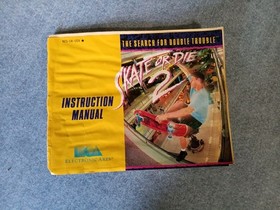 THE SEARCH FOR DOUBLE TROUBLE
SKATE OR DIE
2
INSTRUCTION
MANUAL
ELECTRONIC ARTS